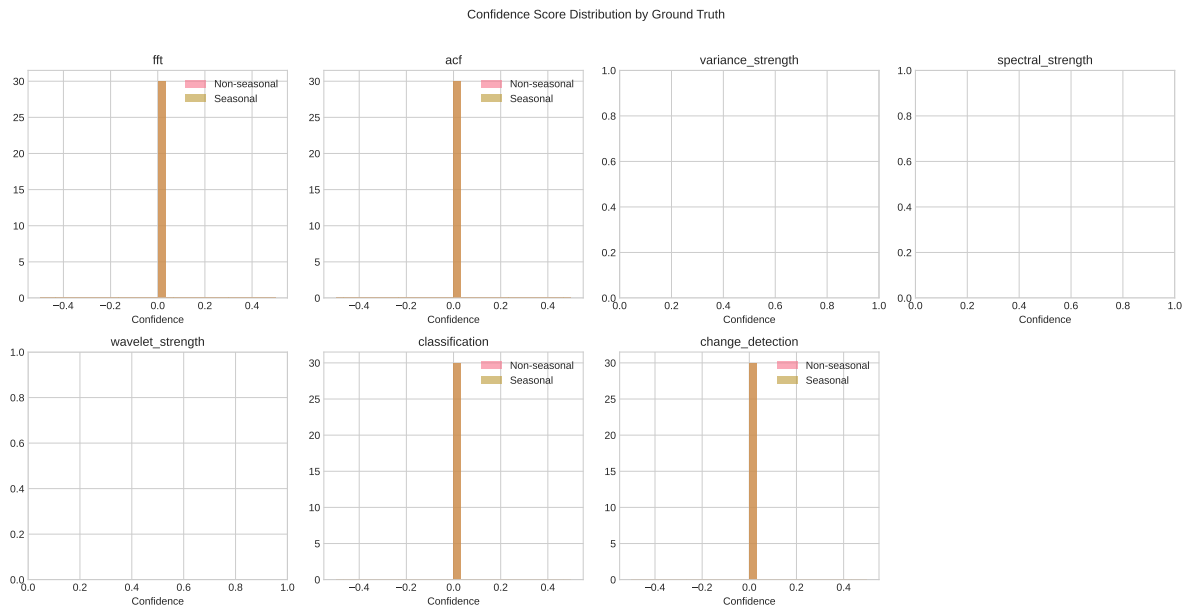 Confidence Score Distribution by Ground Truth
fft
30
25
20
15
10
5
0
−0.4 −0.2 0.0 0.2 0.4
Confidence
Non-seasonal
Seasonal
acf
30
25
20
15
10
5
0
−0.4 −0.2 0.0 0.2 0.4
Confidence
Non-seasonal
Seasonal
variance_strength
1.0
0.8
0.6
0.4
0.2
0.0
0.0 0.2 0.4 0.6 0.8 1.0
Confidence
spectral_strength
1.0
0.8
0.6
0.4
0.2
0.0
0.0 0.2 0.4 0.6 0.8 1.0
Confidence
wavelet_strength
1.0
0.8
0.6
0.4
0.2
0.0
0.0 0.2 0.4 0.6 0.8 1.0
Confidence
classification
30
25
20
15
10
5
0
−0.4 −0.2 0.0 0.2 0.4
Confidence
Non-seasonal
Seasonal
change_detection
30
25
20
15
10
5
0
−0.4 −0.2 0.0 0.2 0.4
Confidence
Non-seasonal
Seasonal